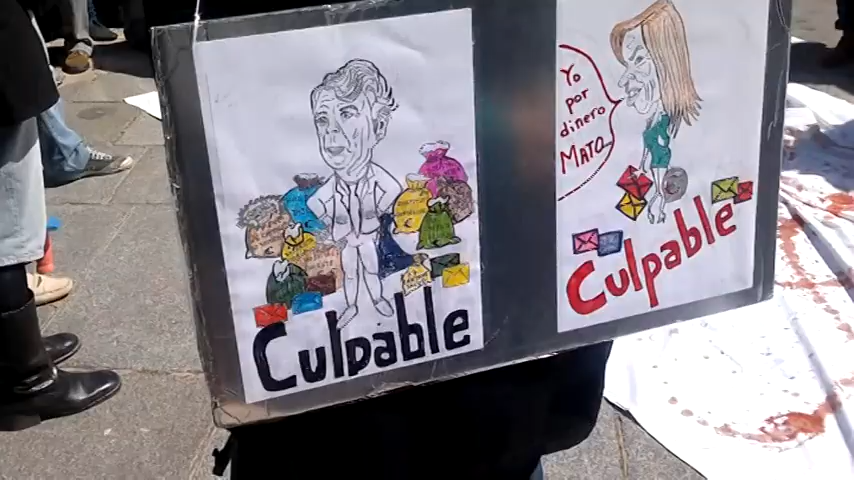 Culpable
Yo
por
dinero
MATO
Culpable